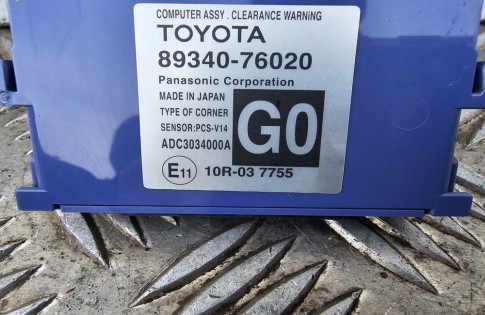 COMPUTER ASSY . CLEARANCE WARNING
TOYOTA
89340-76020
Panasonic Corporation
MADE IN JAPAN
TYPE OF CORNER
SENSOR:PCS-V14
ADC3034000A
G0
E11 10R-03 7755